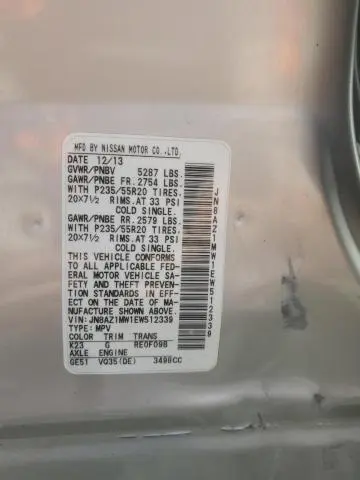 MFD BY NISSAN MOTOR CO.,LTD.
DATE 12/13
GVWR/PNBV 5287 LBS.
GAWR/PNBE FR. 2754 LBS.
WITH P235/55R20 TIRES.
20X7½ RIMS.AT 33 PSI
COLD SINGLE.
GAWR/PNBE RR. 2579 LBS.
WITH P235/55R20 TIRES.
20X7½ RIMS.AT 33 PSI
COLD SINGLE.
THIS VEHICLE CONFORMS
TO ALL APPLICABLE FED-
ERAL MOTOR VEHICLE SA-
FETY AND THEFT PREVEN-
TION STANDARDS IN EFFECT
ON THE DATE OF MA-
NUFACTURE SHOWN ABOVE.
VIN: JN8AZ1MW1EW512339
TYPE: MPV
COLOR TRIM TRANS
K23 G RE0F09B
AXLE ENGINE
GE51 VQ35(DE) 3498CC
JN8AZ1MW1EW512339